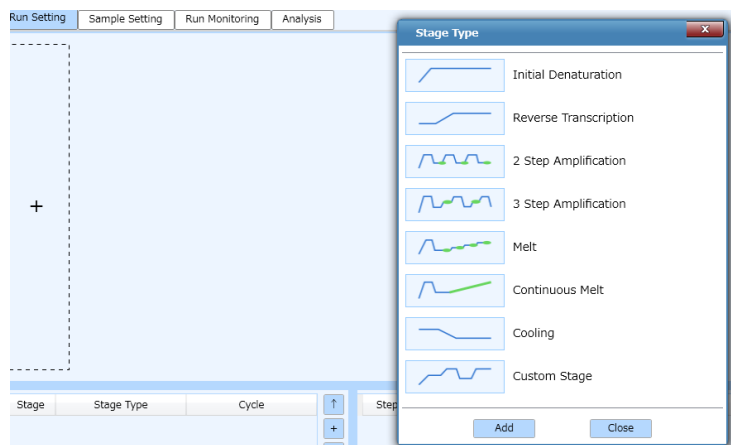 Run Setting
Sample Setting
Run Monitoring
Analysis
Stage Type
x
Initial Denaturation
Reverse Transcription
2 Step Amplification
3 Step Amplification
Melt
Continuous Melt
Cooling
Custom Stage
+
Stage
Stage Type
Cycle
↑
Step
+
Add
Close